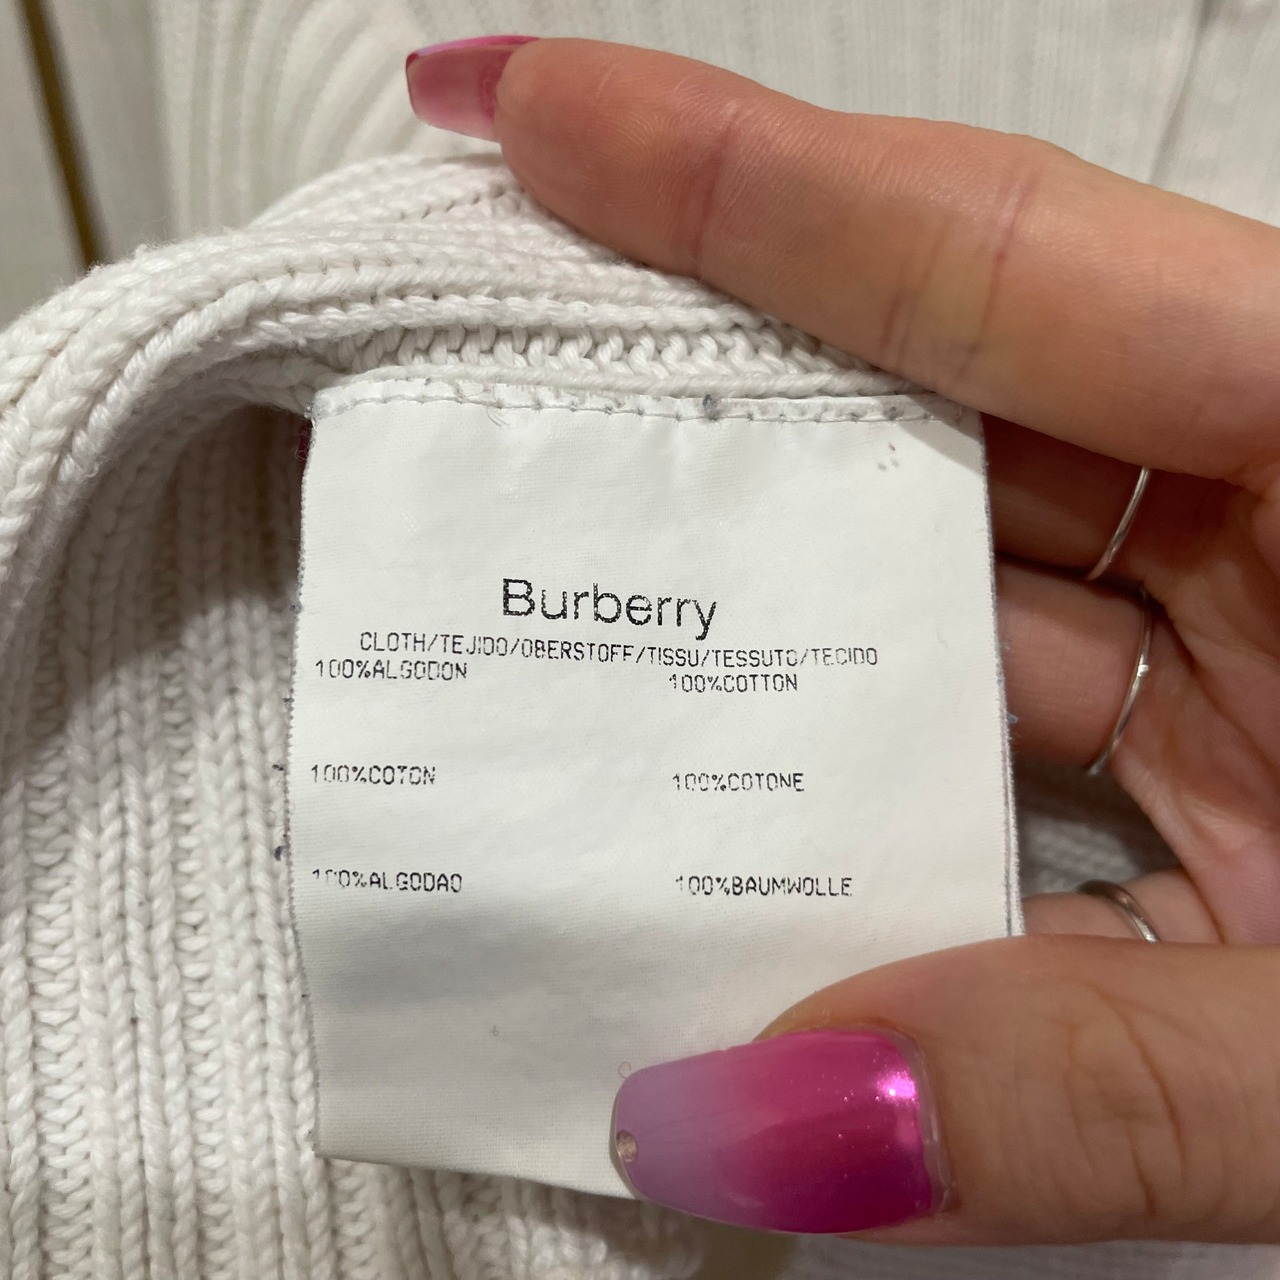 Burberry
CLOTH/TEJIDO/OBERSTOFF/TISSU/TESSUTO/TECIDO
100%ALGODON 100%COTTON
100%COTON 100%COTONE
100%ALGODAO 100%BAUMWOLLE